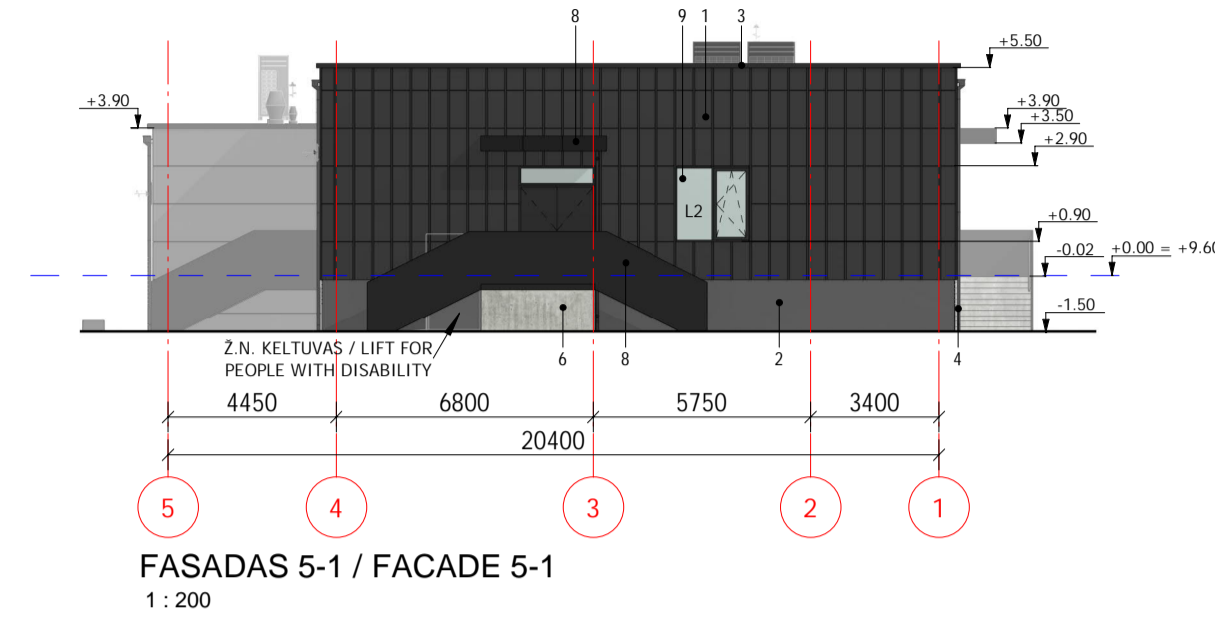 8 9 1 3
+5.50
+3.90
+3.90
+3.50
+2.90
L2
+0.90
-0.02 +0.00 = +9.60
-1.50
Ž.N. KELTUVAS / LIFT FOR
PEOPLE WITH DISABILITY
6 8 2 4
4450 6800 5750 3400
20400
5 4 3 2 1
FASADAS 5-1 / FACADE 5-1
1 : 200